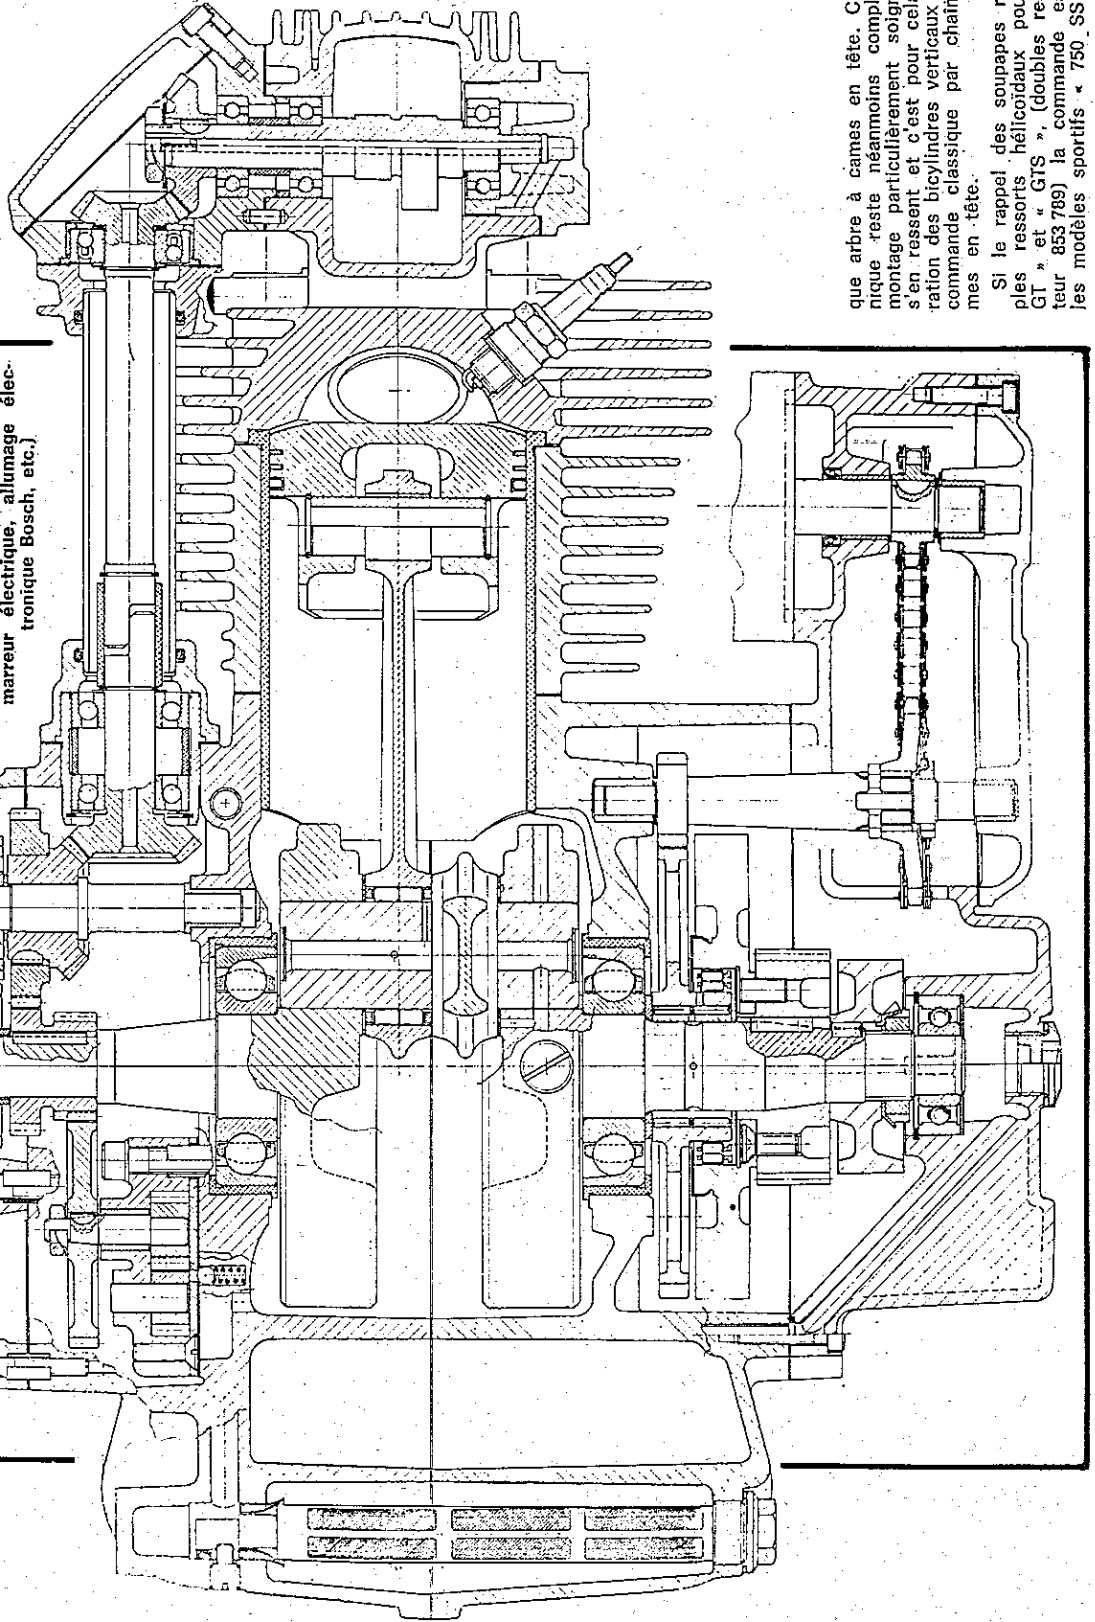 marreur électrique, allumage élec-
tronique Bosch, etc.)
que arbre à cames en tête. C
nique reste néanmoins compl
montage particulièrement soign
s'en ressent et c'est pour cela
ration des bicylindres verticaux
commande classique par chaîn
mes en tête.
Si le rappel des soupapes r
ples ressorts hélicoïdaux pou
GT » et « GTS », (doubles res
teur 853 789) la commande es
les modèles sportifs « 750 SS